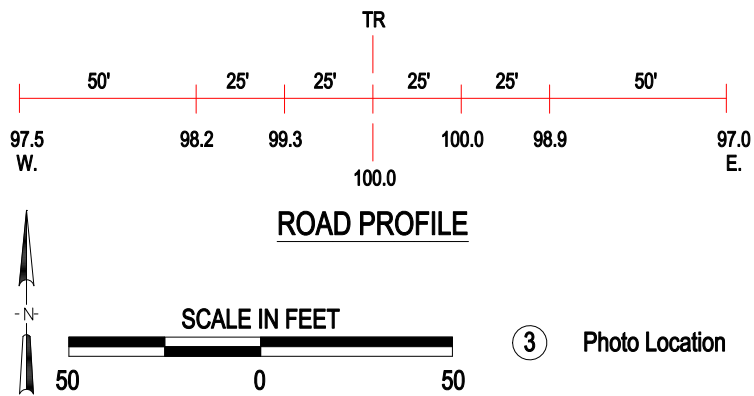 TR
50' 25' 25' 25' 25' 50'
97.5 98.2 99.3 100.0 98.9 97.0
W. E.
100.0
ROAD PROFILE
-N-
SCALE IN FEET
3 Photo Location
50 0 50